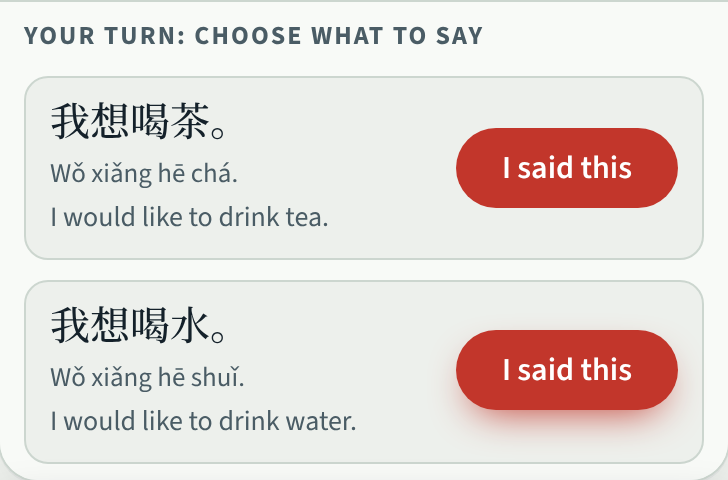 YOUR TURN: CHOOSE WHAT TO SAY
我想喝茶。
Wǒ xiǎng hē chá.
I would like to drink tea.
I said this
我想喝水。
Wǒ xiǎng hē shuǐ.
I would like to drink water.
I said this